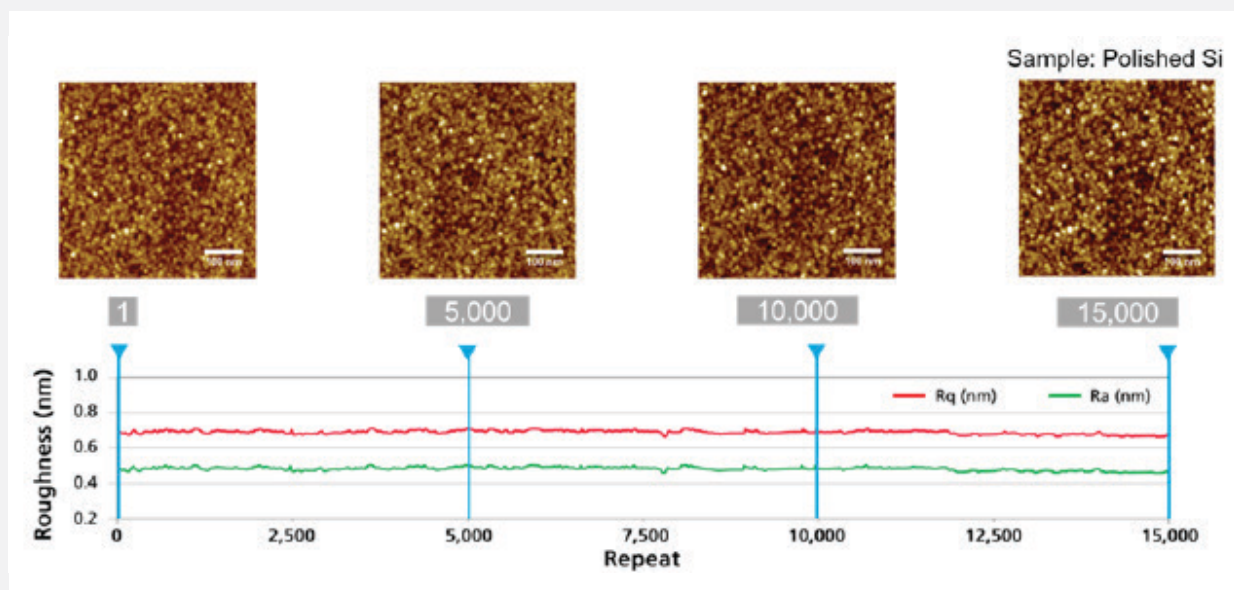 Sample: Polished Si
100 nm
100 nm
100 nm
100 nm
1
5,000
10,000
15,000
Roughness (nm)
1.0
0.8
0.6
0.4
0.2
Rq (nm)
Ra (nm)
0
2,500
5,000
7,500
10,000
12,500
15,000
Repeat